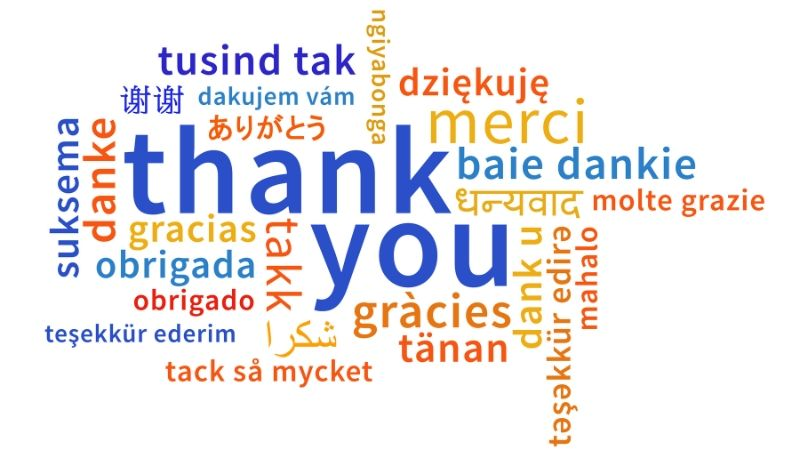 ngiyabonga
tusind tak
dziękuję
谢谢
dakujem vám
merci
ありがとう
suksema
danke
thank
baie dankie
धन्यवाद
molte grazie
gracias
takk
you
dank u
təşəkkür edirə
mahalo
obrigada
obrigado
gràcies
teşekkür ederim
شكرا
tänan
tack så mycket